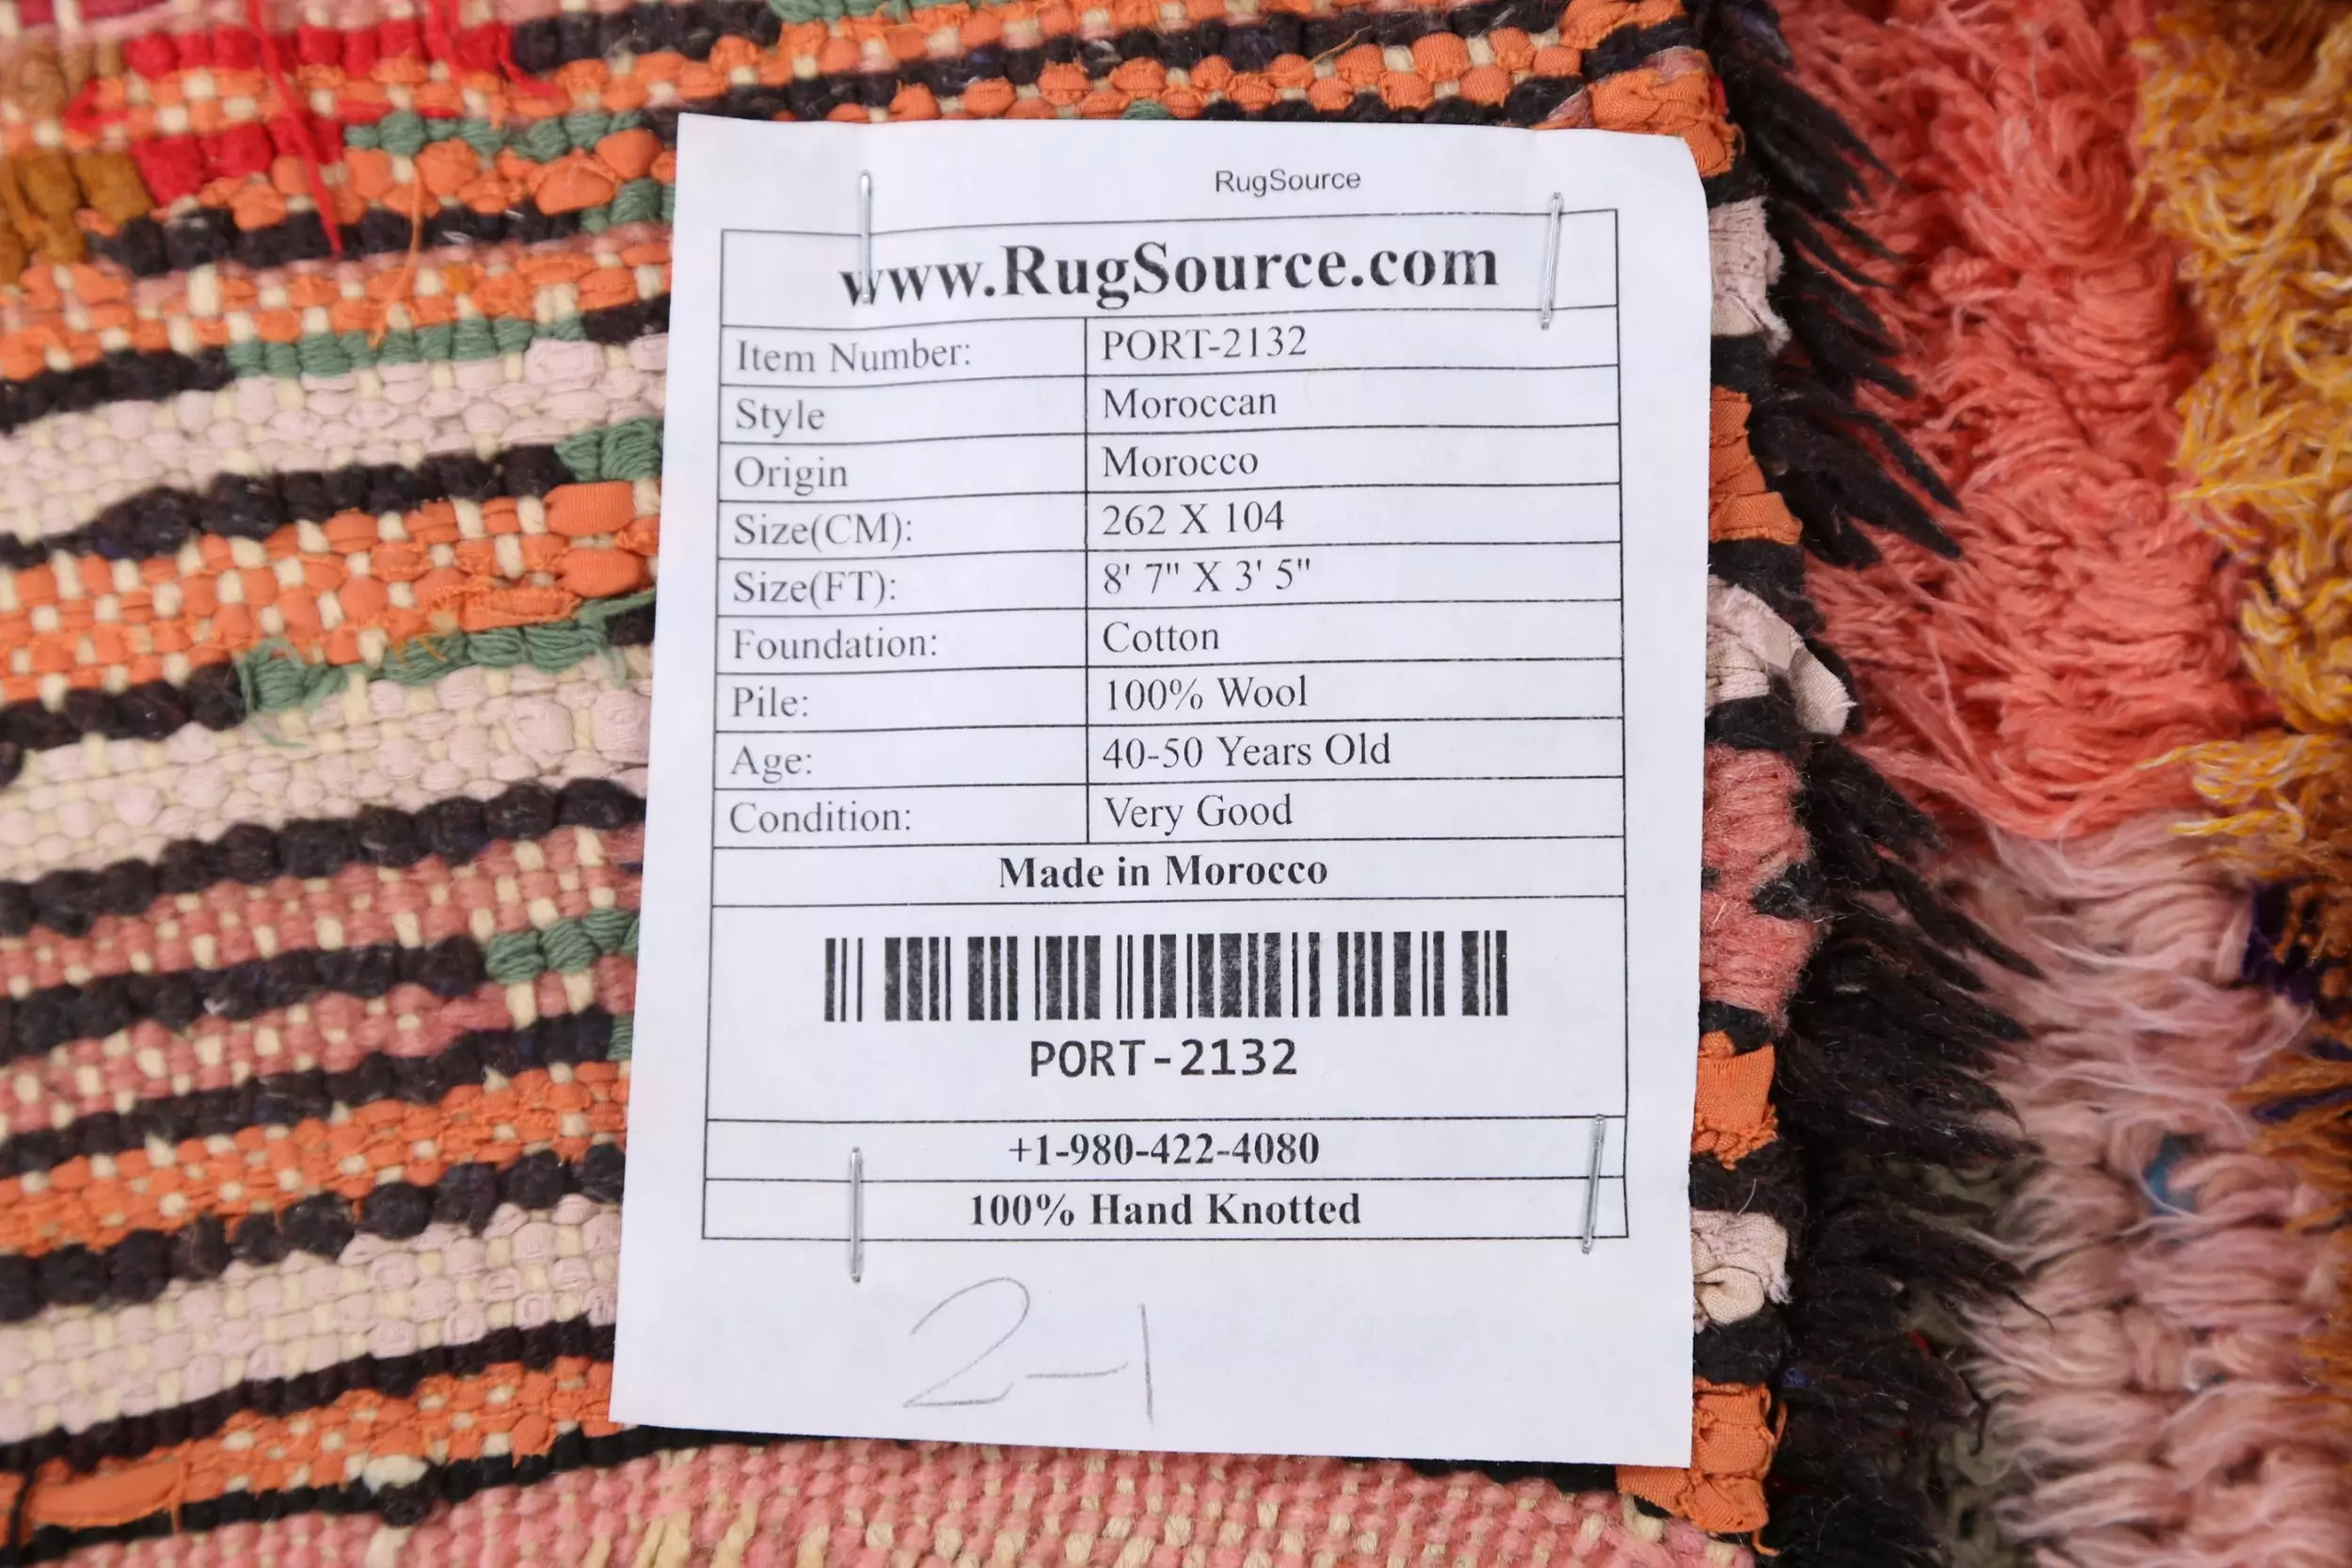 RugSource
www.RugSource.com
Item Number: PORT-2132
Style Moroccan
Origin Morocco
Size(CM): 262 X 104
Size(FT): 8' 7" X 3' 5"
Foundation: Cotton
Pile: 100% Wool
Age: 40-50 Years Old
Condition: Very Good
Made in Morocco
PORT-2132
+1-980-422-4080
100% Hand Knotted
2-1